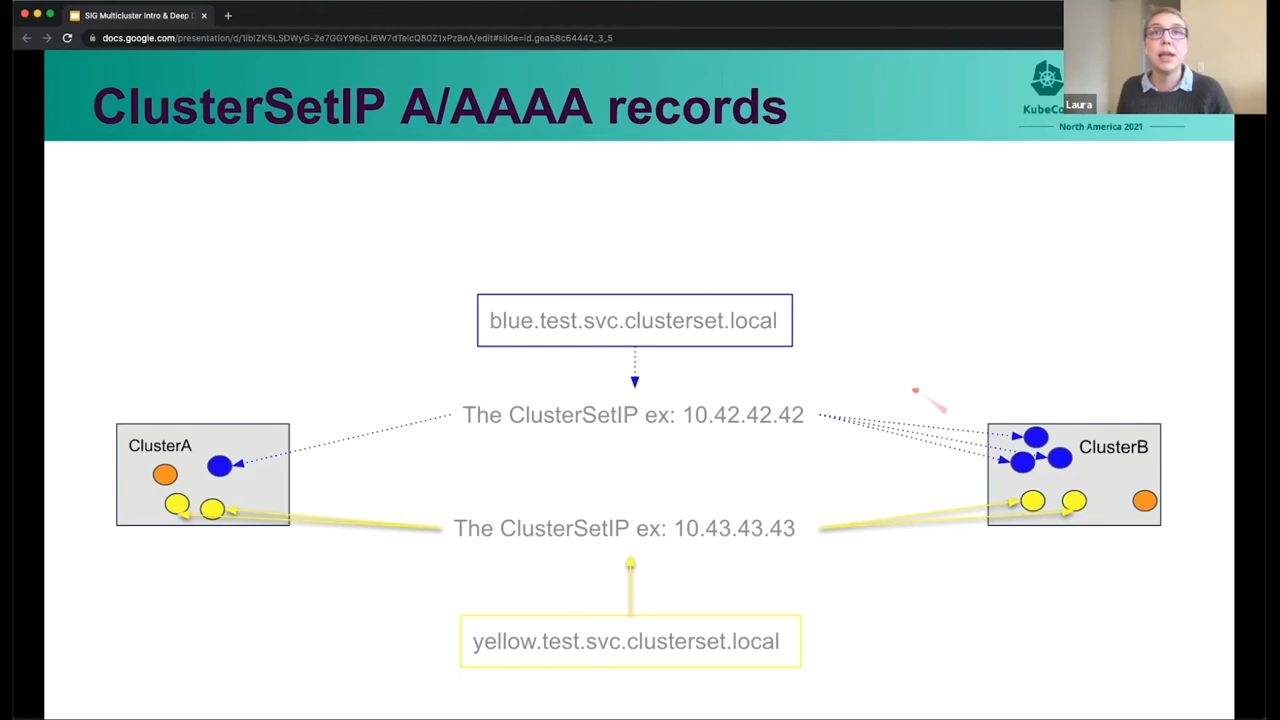 SIG Multicluster Intro & Deep
docs.google.com/presentation/d/1lblZK5LSDWyG-2e7GGY96pLl6W7dTelcQ80Z1xPzBnA/edit#slide=id.gea58c64442_3_5
ClusterSetIP A/AAAA records
KubeCo
North America 2021
Laura
blue.test.svc.clusterset.local
The ClusterSetIP ex: 10.42.42.42
ClusterA
ClusterB
The ClusterSetIP ex: 10.43.43.43
yellow.test.svc.clusterset.local